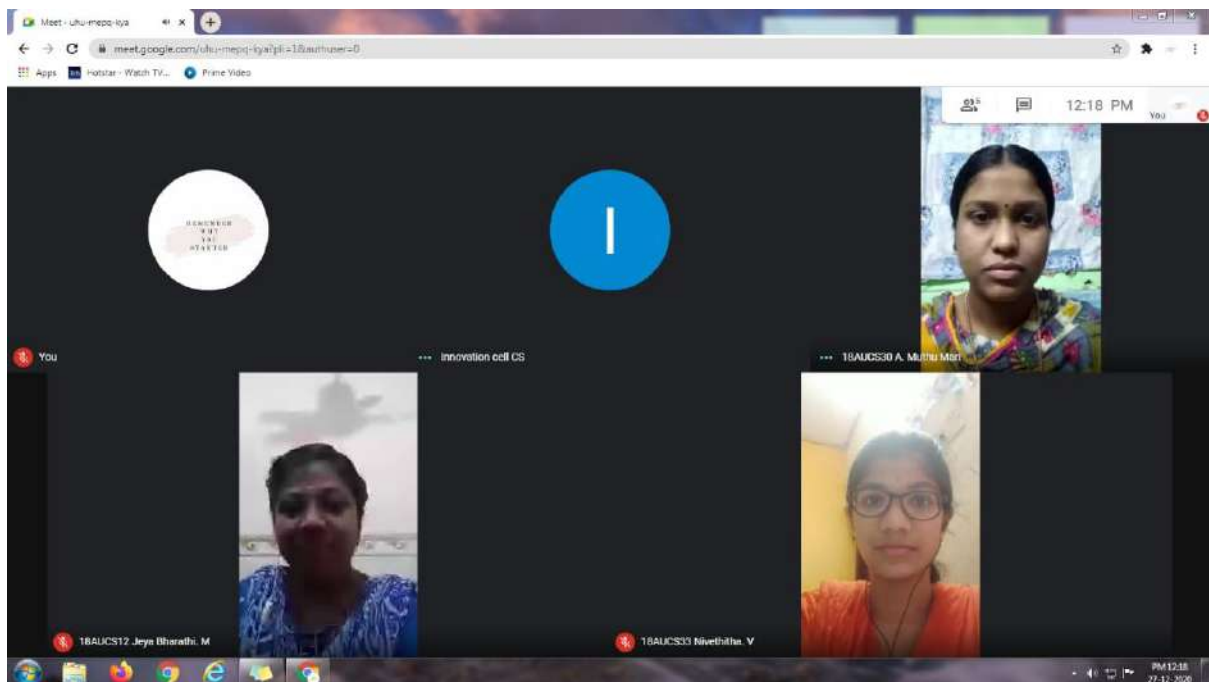 Meet - uhu-mepq-kya
meet.google.com/uhu-mepq-kya?pli=1&authuser=0
Apps
Hotstar - Watch TV...
Prime Video
5
12:18 PM
You
REMEMBER
WHY
YOU
STARTED
I
You
innovation cell CS
18AUCS30 A. Muthu Mari
18AUCS12 Jeya Bharathi. M
18AUCS33 Nivethitha. V
PM 12:18
27-12-2020